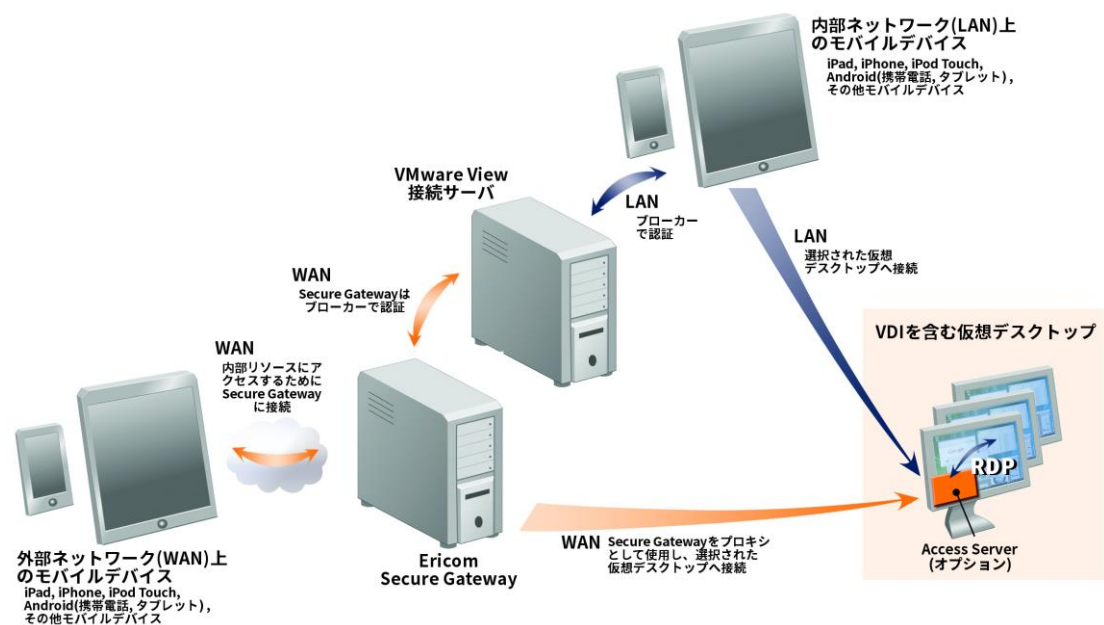 内部ネットワーク(LAN)上
のモバイルデバイス
iPad, iPhone, iPod Touch,
Android(携帯電話, タブレット) ,
その他モバイルデバイス
VMware View
接続サーバ
LAN
ブローカー
で認証
LAN
選択された仮想
デスクトップへ接続
WAN
Secure Gatewayは
ブローカーで認証
VDIを含む仮想デスクトップ
WAN
内部リソースにア
クセスするために
Secure Gateway
に接続
RDP
WAN
Secure Gatewayをプロキシ
として使用し、選択された
仮想デスクトップへ接続
Access Server
(オプション)
Ericom
Secure Gateway
外部ネットワーク(WAN)上
のモバイルデバイス
iPad, iPhone, iPod Touch,
Android(携帯電話, タブレット) ,
その他モバイルデバイス